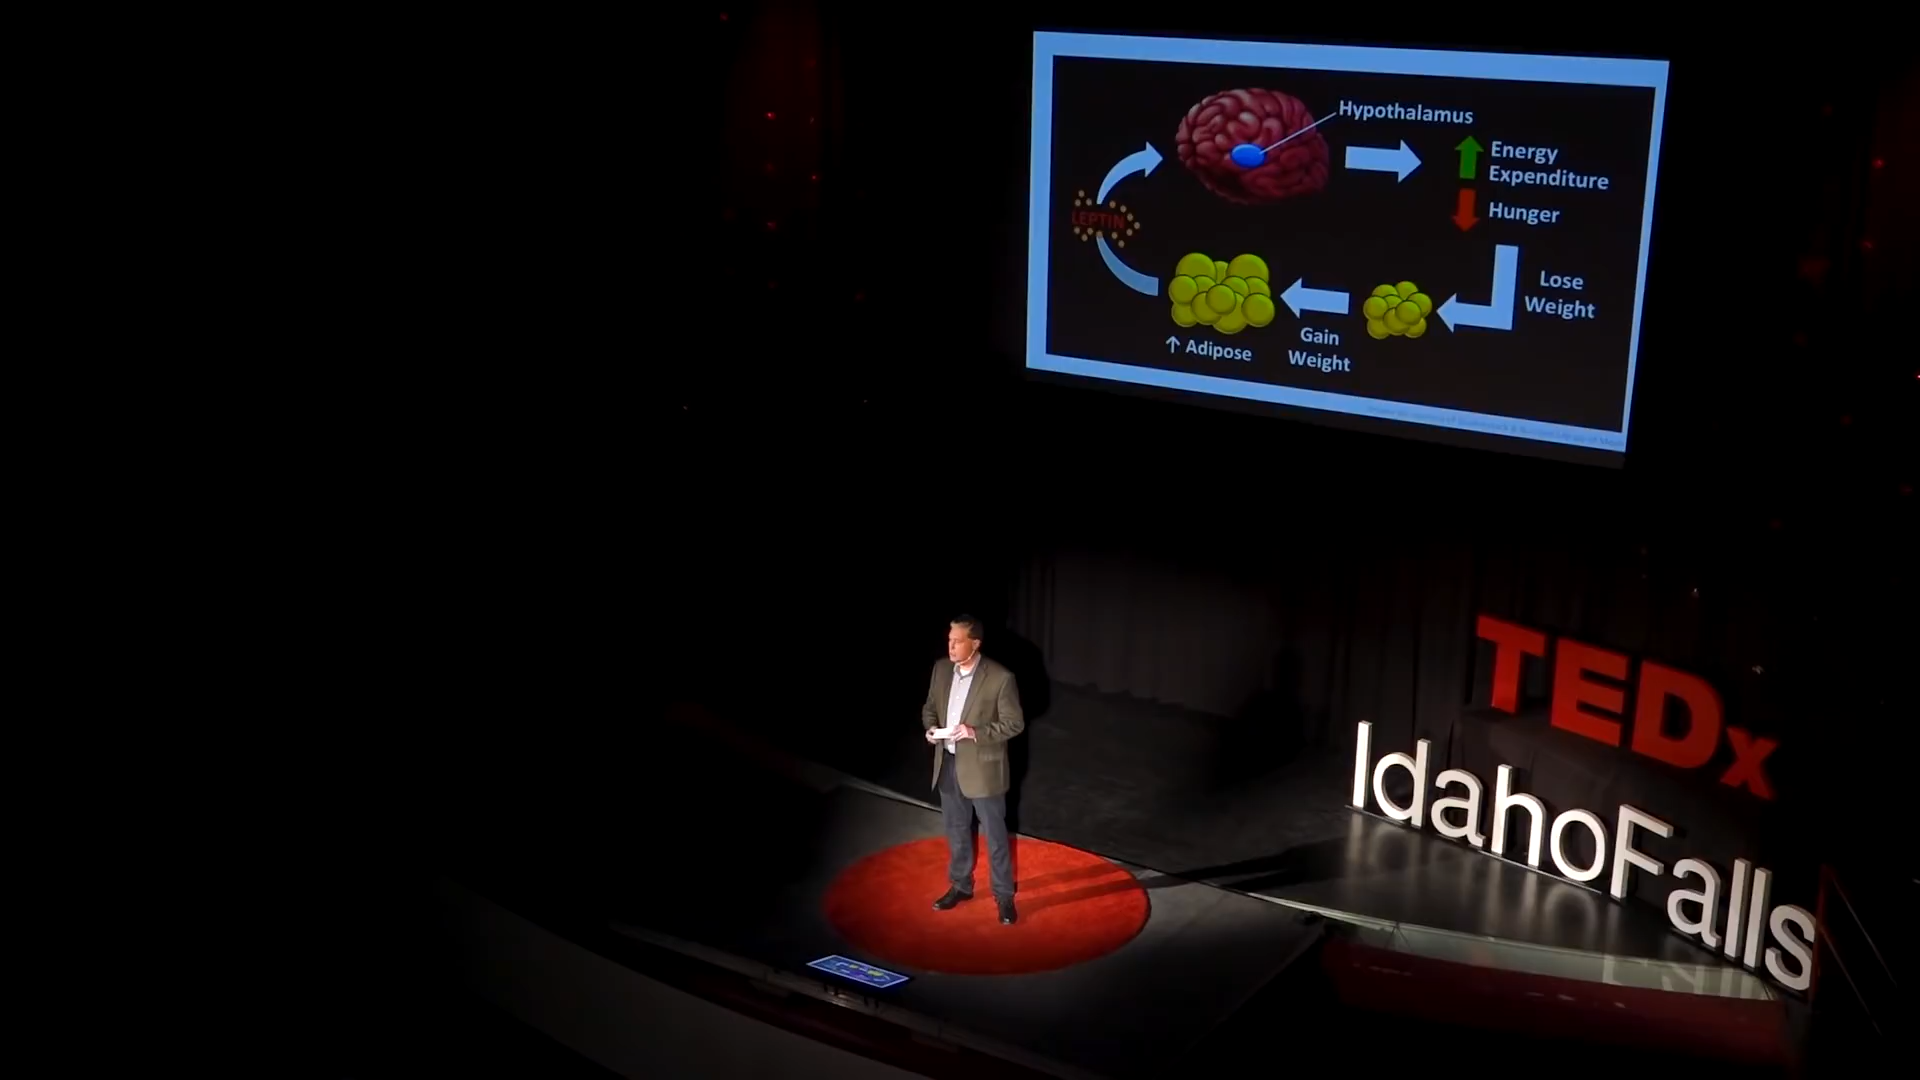 Hypothalamus
Energy
Expenditure
Hunger
LEPTIN
Lose
Weight
Gain
Weight
↑ Adipose
TEDx
IdahoFalls